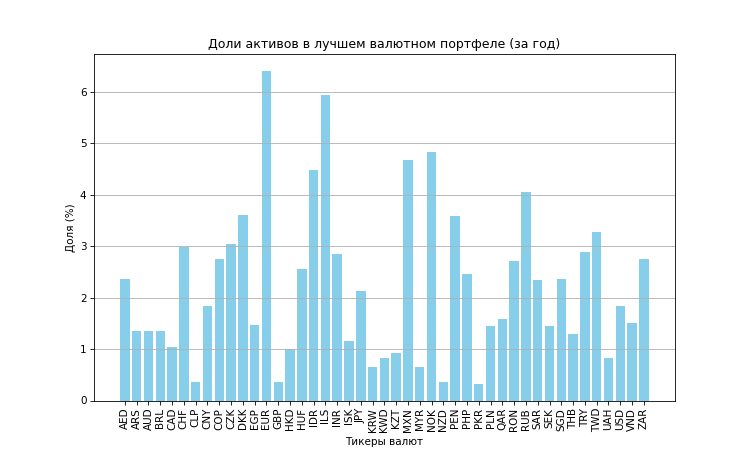 Доли активов в лучшем валютном портфеле (за год)
6
5
4
3
2
1
0
Доля (%)
AED ARS AUD BRL CAD CHF CLP CNY COP CZK DKK EGP EUR GBP HKD HUF IDR ILS INR ISK JPY KRW KWD KZT MXN MYR NOK NZD PEN PHP PKR PLN QAR RON RUB SAR SEK SGD THB TRY TWD UAH USD VND ZAR
Тикеры валют